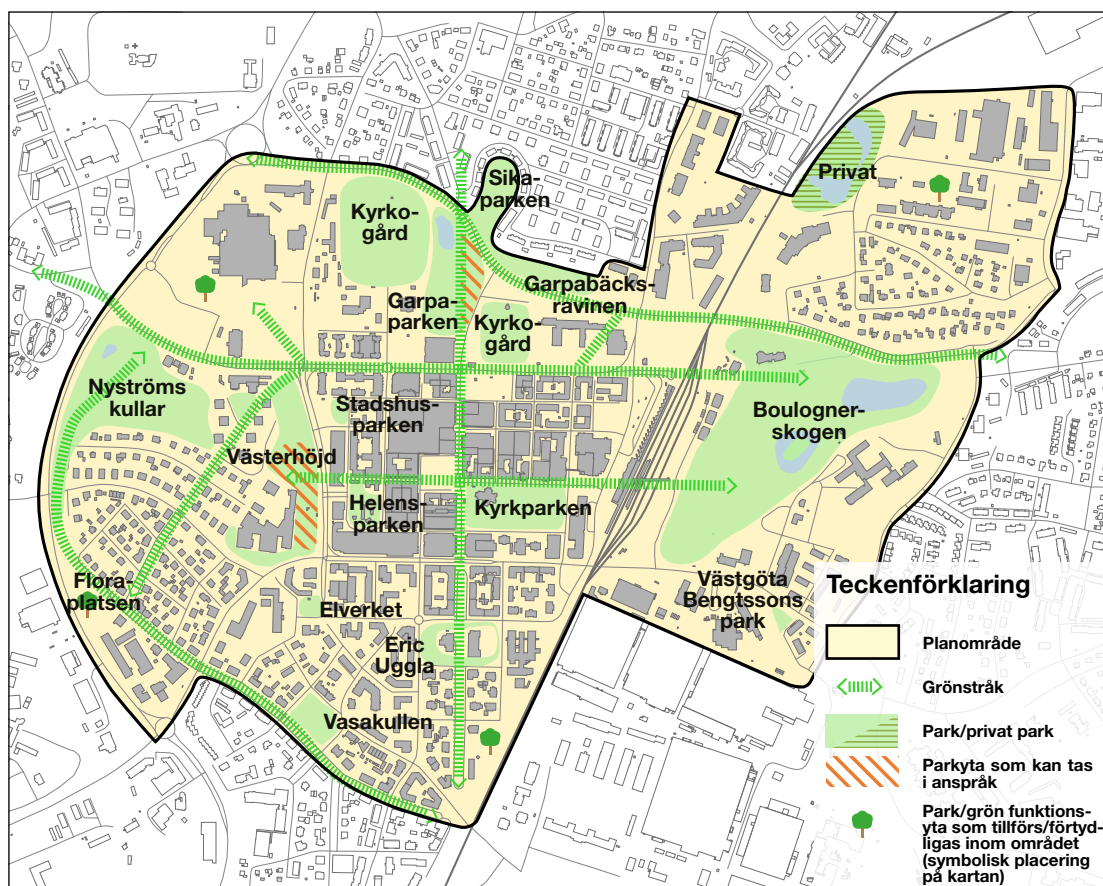 Sika-
parken
Privat
Kyrko-
gård
Garpabäcks-
ravinen
Garpa-
parken
Kyrko-
gård
Nyströms
kullar
Stadshus-
parken
Boulogner-
skogen
Västerhöjd
Helens-
parken
Kyrkparken
Flora-
platsen
Elverket
Västgöta
Bengtssons
park
Eric
Uggla
Vasakullen
Teckenförklaring
Planområde
Grönstråk
Park/privat park
Parkyta som kan tas
i anspråk
Park/grön funktions-
yta som tillförs/förtyd-
ligas inom området
(symbolisk placering
på kartan)